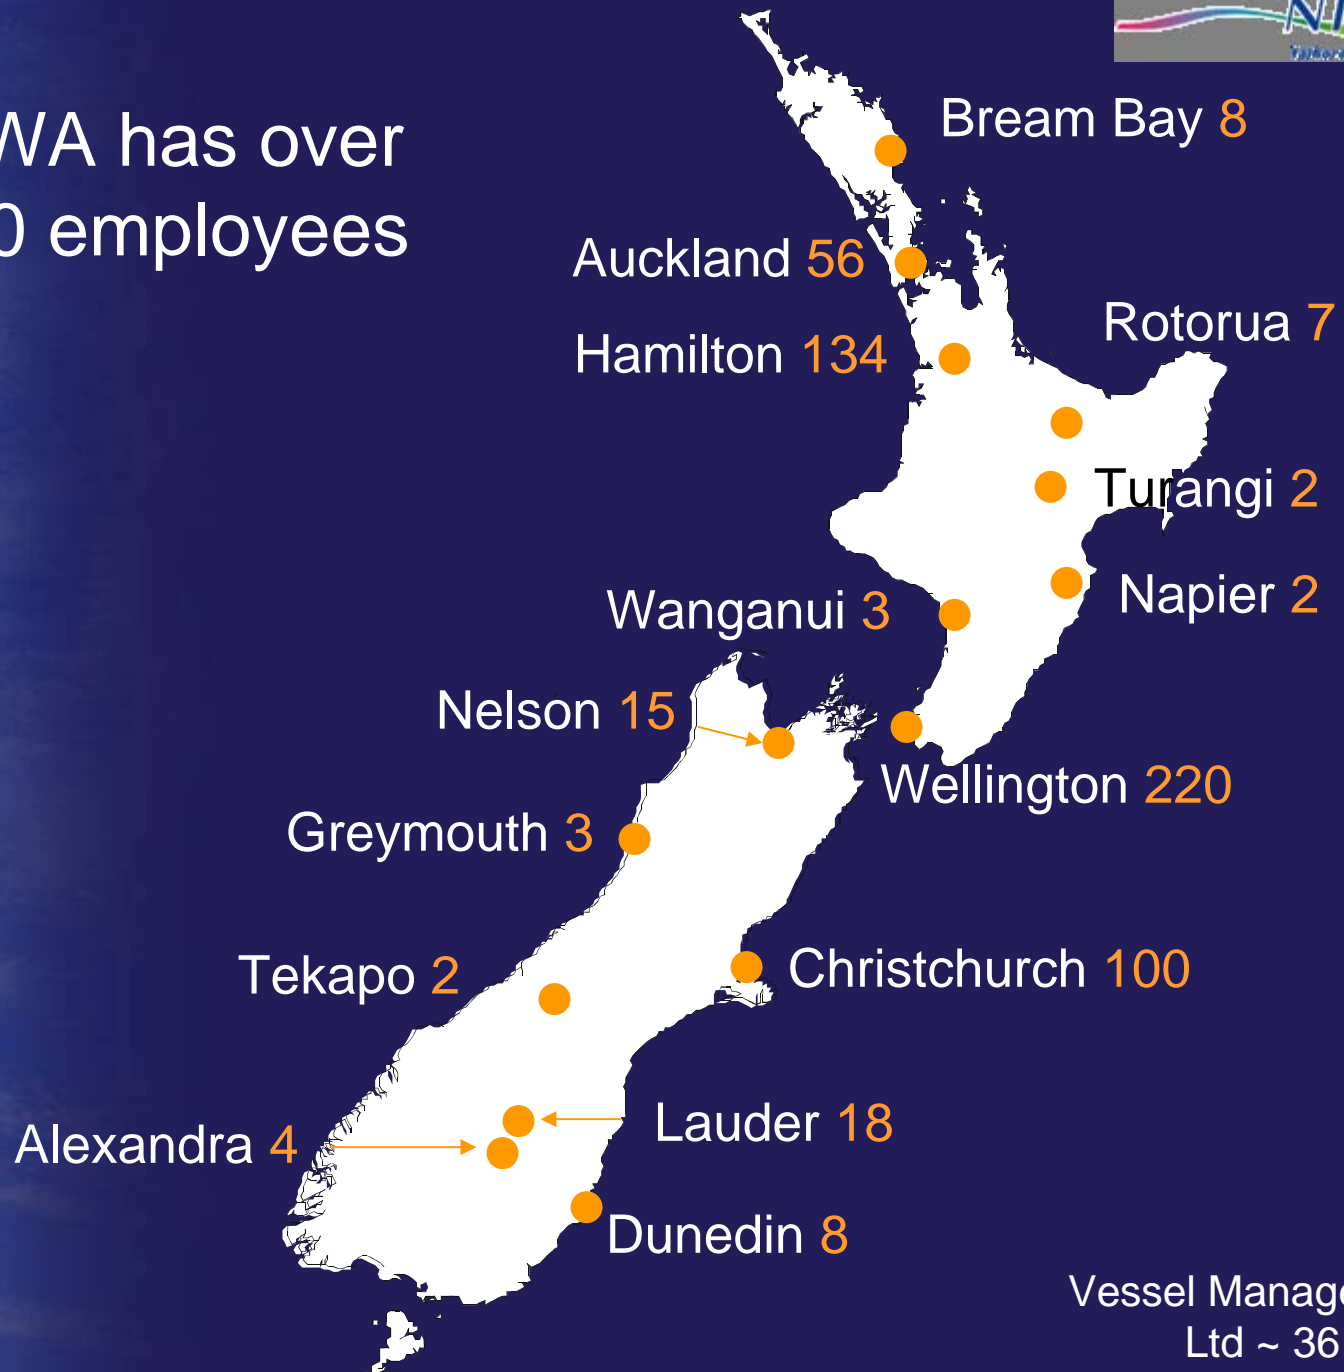 WA has over
0 employees
Bream Bay 8
Auckland 56
Rotorua 7
Hamilton 134
Turangi 2
Napier 2
Wanganui 3
Nelson 15
Wellington 220
Greymouth 3
Christchurch 100
Tekapo 2
Lauder 18
Alexandra 4
Dunedin 8
Vessel Manage
Ltd ~ 36